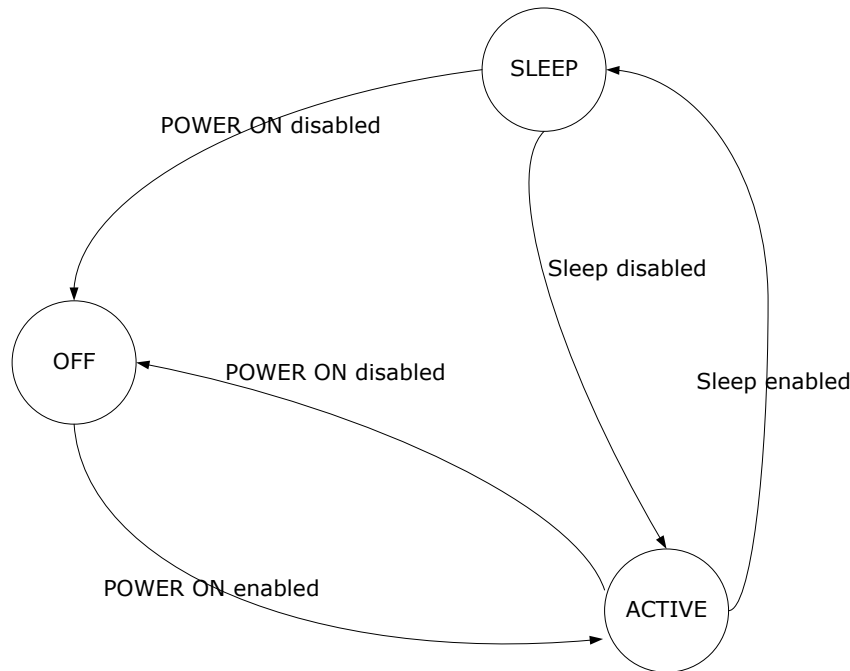 SLEEP
POWER ON disabled
Sleep disabled
OFF
POWER ON disabled
Sleep enabled
POWER ON enabled
ACTIVE